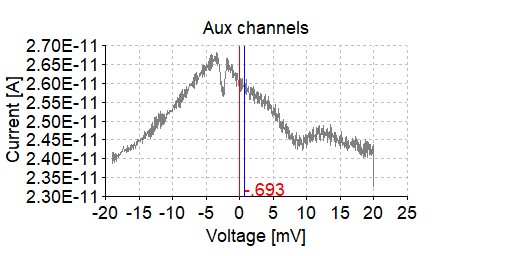 Aux channels
Current [A]
2.70E-11
2.65E-11
2.60E-11
2.55E-11
2.50E-11
2.45E-11
2.40E-11
2.35E-11
2.30E-11
-.693
-20 -15 -10 -5 0 5 10 15 20 25
Voltage [mV]